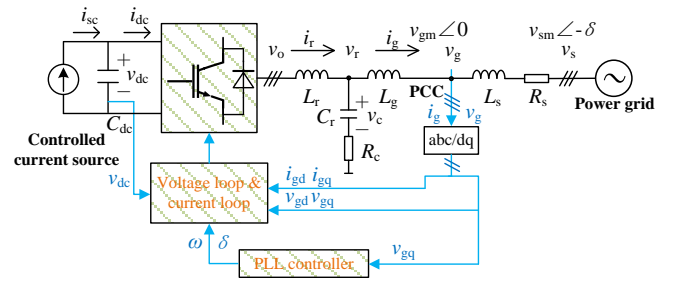 i_sc i_dc
v_o i_r v_r i_g v_gm∠0 v_sm∠-δ
v_g v_s
+
v_dc
−
L_r L_g PCC L_s R_s
Power grid
C_r + v_c −
i_g v_g
C_dc
R_c
abc/dq
Controlled
current source
v_dc
Voltage loop &
current loop
i_gd i_gq
v_gd v_gq
ω δ
v_gq
PLL controller